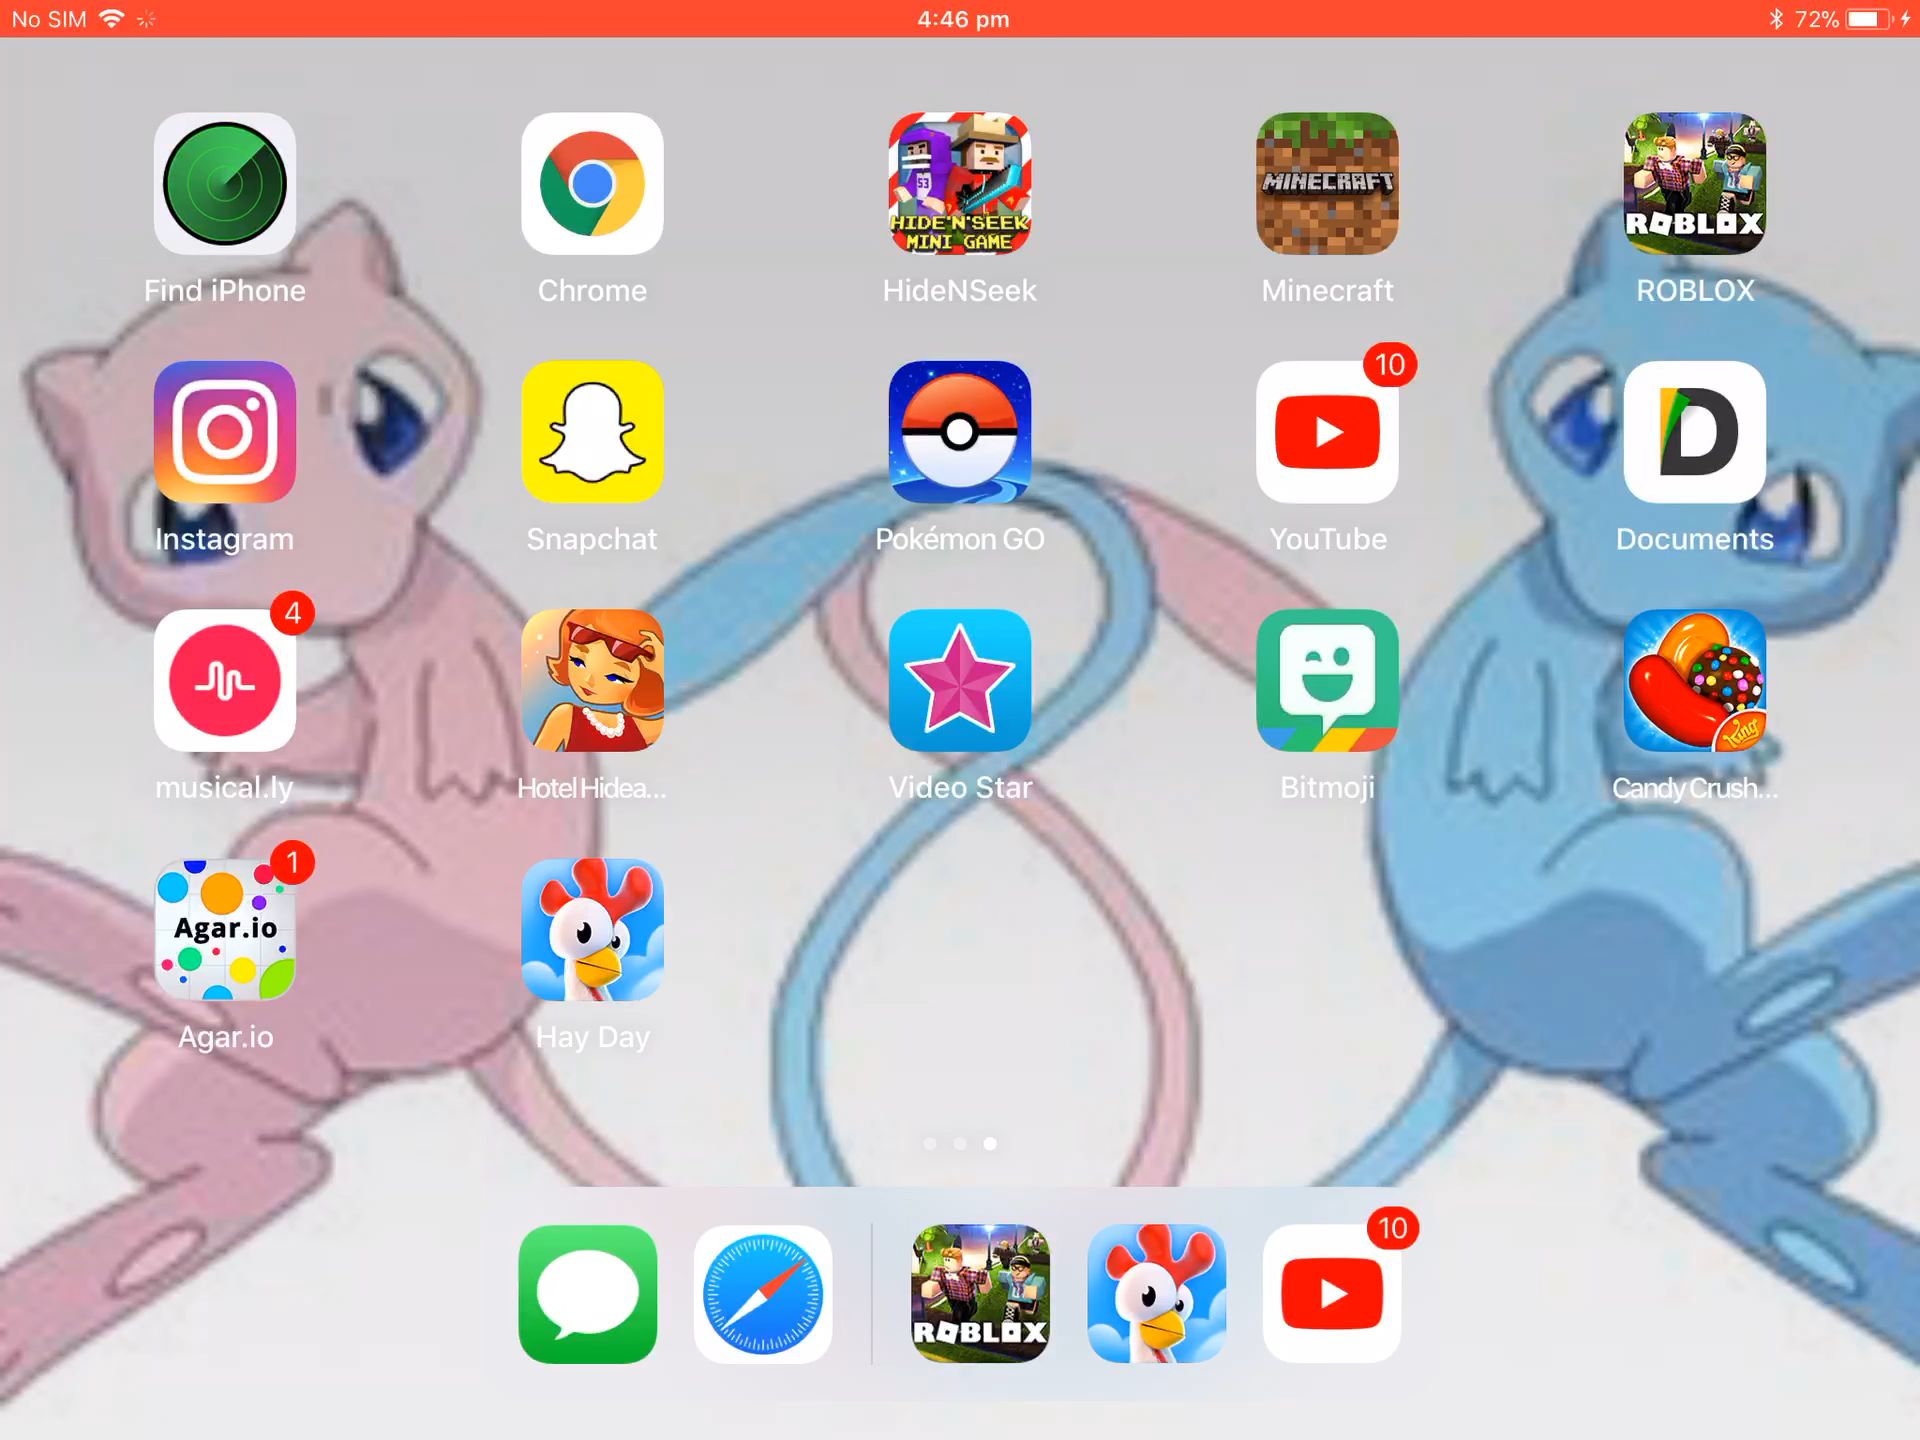 No SIM 4:46 pm 72%
HIDE'N'SEEK
MINI GAME
53
MINECRAFT
ROBLOX
Find iPhone Chrome HideNSeek Minecraft ROBLOX
10
D
Instagram Snapchat Pokémon GO YouTube Documents
4
King
musical.ly Hotel Hidea... Video Star Bitmoji Candy Crush...
1
Agar.io
Agar.io Hay Day
10
ROBLOX